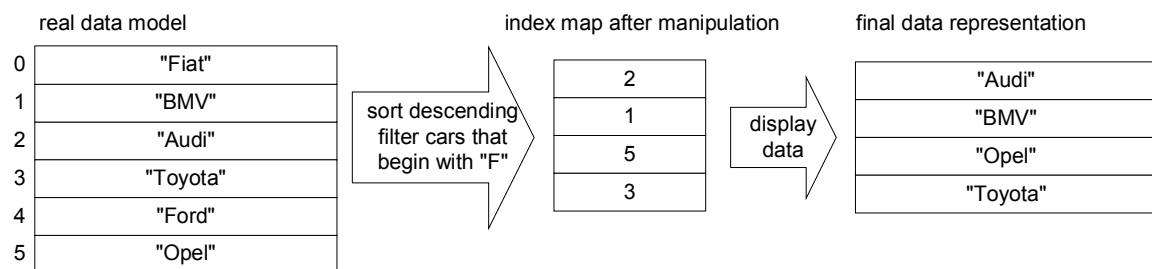 real data model
index map after manipulation
final data representation
0
"Fiat"
1
"BMV"
2
"Audi"
3
"Toyota"
4
"Ford"
5
"Opel"
sort descending
filter cars that
begin with "F"
2
1
5
3
display
data
"Audi"
"BMV"
"Opel"
"Toyota"